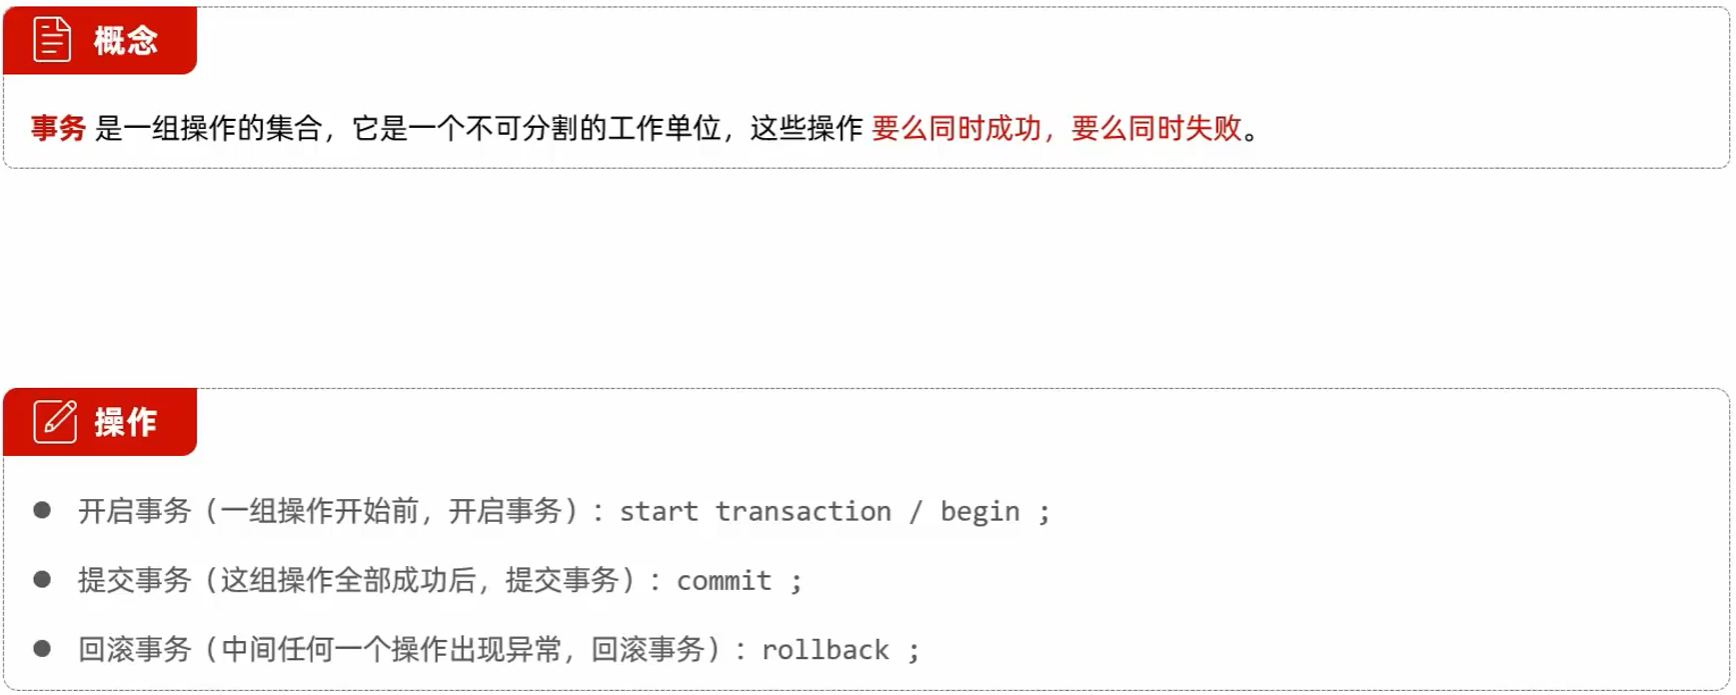 概念
事务 是一组操作的集合，它是一个不可分割的工作单位，这些操作 要么同时成功，要么同时失败。
操作
● 开启事务（一组操作开始前，开启事务）：start transaction / begin ;
● 提交事务（这组操作全部成功后，提交事务）：commit ;
● 回滚事务（中间任何一个操作出现异常，回滚事务）：rollback ;